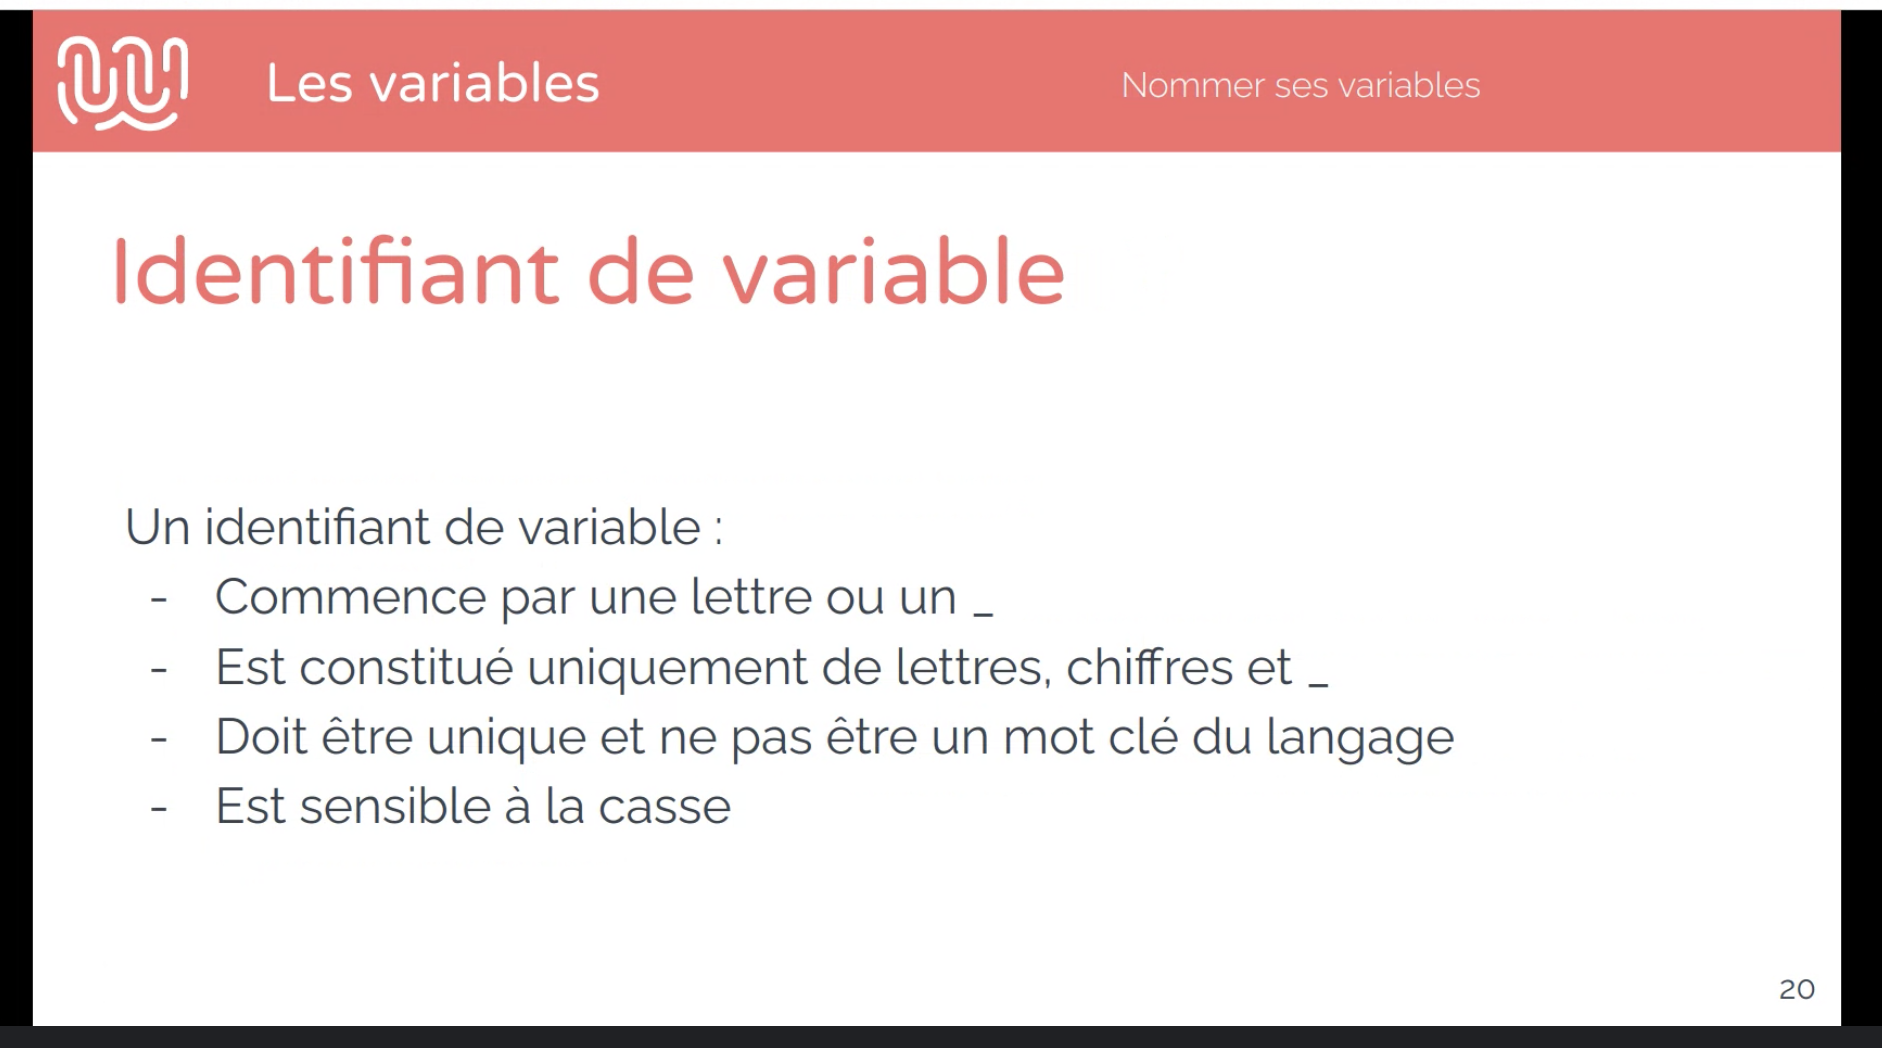 Les variables
Nommer ses variables
Identifiant de variable
Un identifiant de variable :
- Commence par une lettre ou un _
- Est constitué uniquement de lettres, chiffres et _
- Doit être unique et ne pas être un mot clé du langage
- Est sensible à la casse
20